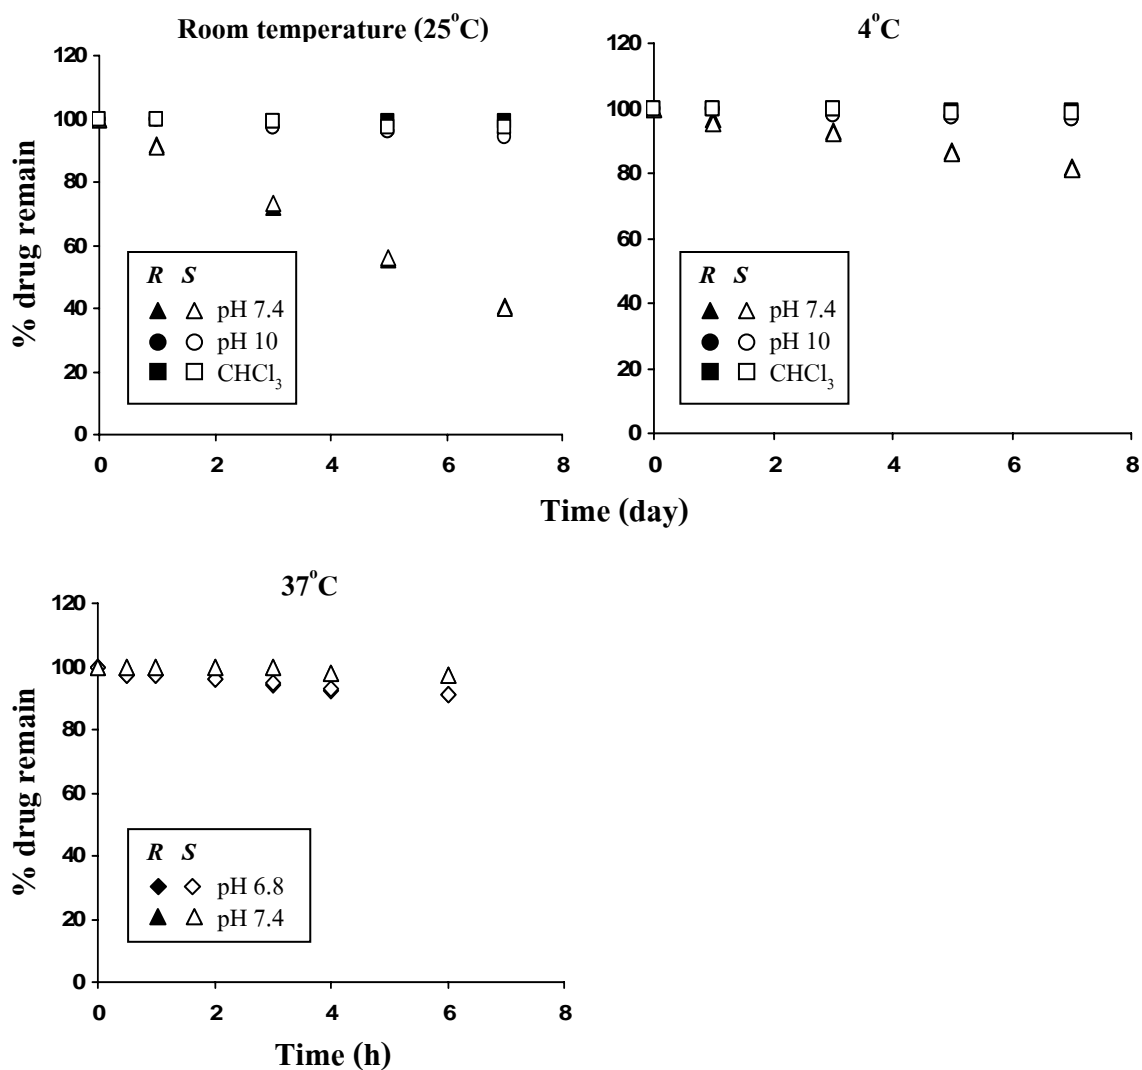 Room temperature (25°C)
120
100
80
60
40
20
0
% drug remain
R S
pH 7.4
pH 10
CHCl₃
0 2 4 6 8
4°C
120
100
80
60
40
20
0
R S
pH 7.4
pH 10
CHCl₃
0 2 4 6 8
Time (day)
37°C
120
100
80
60
40
20
0
% drug remain
R S
pH 6.8
pH 7.4
0 2 4 6 8
Time (h)